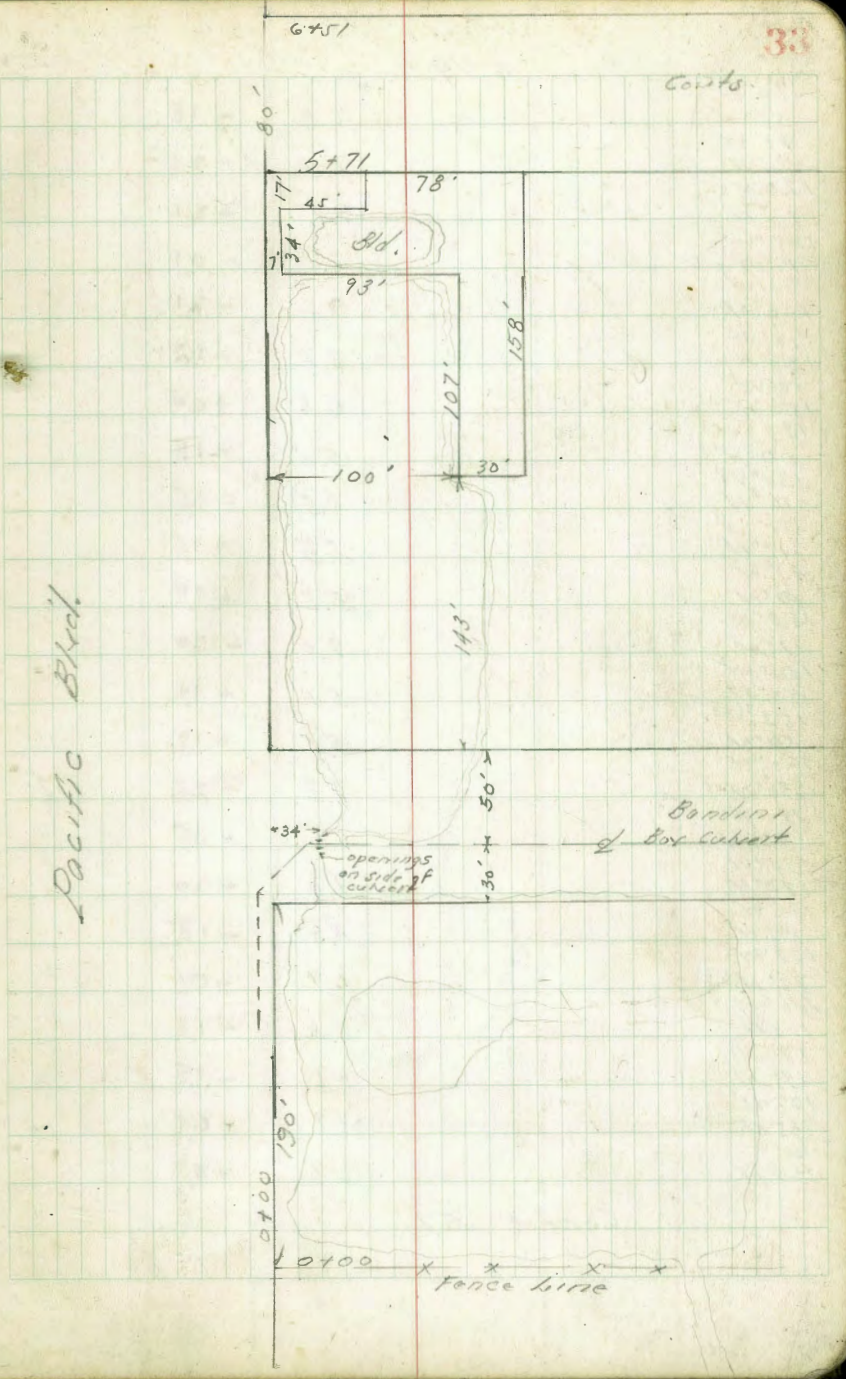 33
6+51
Conts.
80'
5+71
78'
17'
45'
34'
Bld.
7'
93'
158'
107'
100'
30'
143'
Pacific Blvd.
50'
Bandini
Box Culvert
34'
openings
on side of
culvert
30'
190'
0+00
0+00
Fence Line